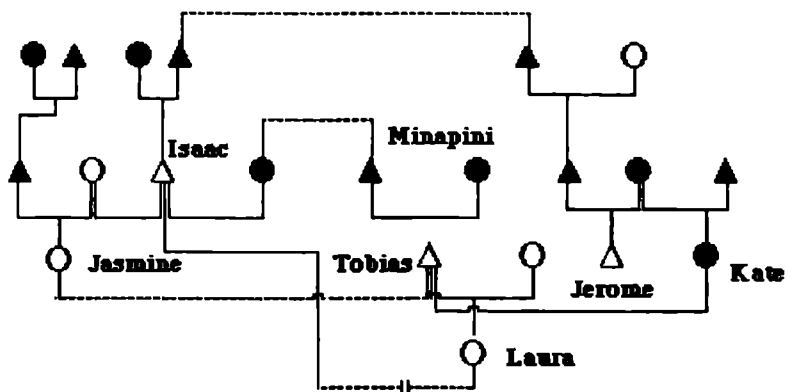 Isaac
Minapini
Jasmine
Tobias
Jerome
Kate
Laura